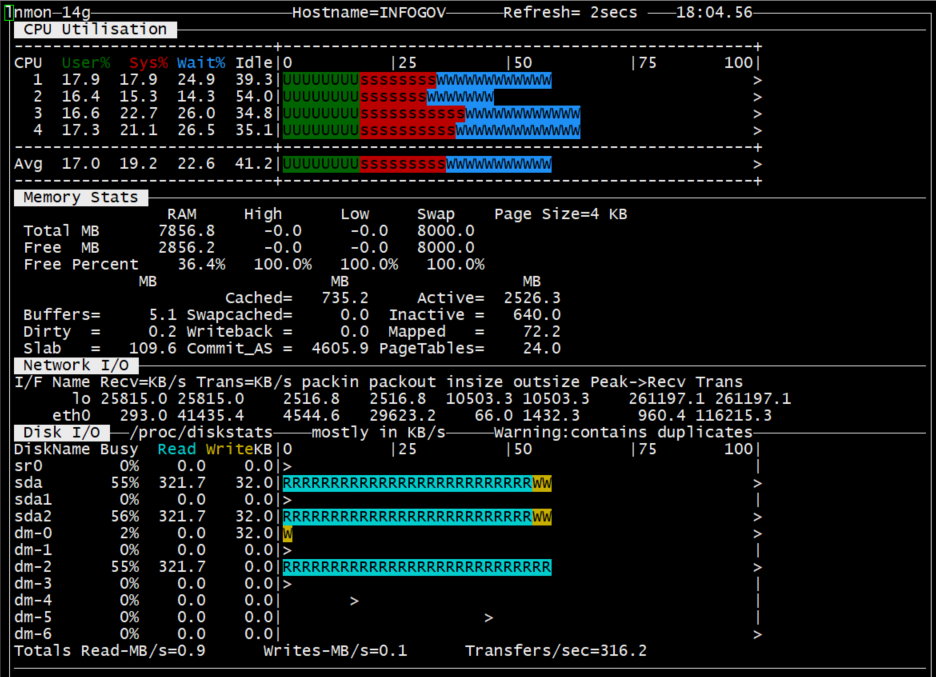 lnmon─14g─────Hostname=INFOGOV─────Refresh= 2secs ───18:04.56
CPU Utilisation
---------------------------+-------------------------------------------------+
CPU  User%  Sys% Wait% Idle|0          |25         |50          |75       100|
  1  17.9  17.9  24.9  39.3|UUUUUUUUssssssssWWWWWWWWWWWW                     >
  2  16.4  15.3  14.3  54.0|UUUUUUUUsssssssWWWWWWW                           >
  3  16.6  22.7  26.0  34.8|UUUUUUUUsssssssssssWWWWWWWWWWWW                  >
  4  17.3  21.1  26.5  35.1|UUUUUUUUssssssssssWWWWWWWWWWWWW                  >
---------------------------+-------------------------------------------------+
Avg  17.0  19.2  22.6  41.2|UUUUUUUUsssssssssWWWWWWWWWWW                     >
---------------------------+-------------------------------------------------+
Memory Stats
RAM     High      Low     Swap    Page Size=4 KB
Total MB      7856.8     -0.0     -0.0   8000.0
Free  MB      2856.2     -0.0     -0.0   8000.0
Free Percent    36.4%   100.0%   100.0%   100.0%
MB                  MB                  MB
Cached=   735.2     Active=  2526.3
Buffers=     5.1 Swapcached=     0.0  Inactive =   640.0
Dirty  =     0.2 Writeback =     0.0  Mapped   =    72.2
Slab   =   109.6 Commit_AS =  4605.9 PageTables=    24.0
Network I/O
I/F Name Recv=KB/s Trans=KB/s packin packout insize outsize Peak->Recv Trans
lo 25815.0 25815.0    2516.8   2516.8  10503.3 10503.3    261197.1 261197.1
eth0   293.0 41435.4    4544.6  29623.2    66.0 1432.3      960.4 116215.3
Disk I/O ──/proc/diskstats────mostly in KB/s─────Warning:contains duplicates
DiskName Busy  Read WriteKB|0          |25         |50          |75       100|
sr0        0%    0.0    0.0|>                                                |
sda       55%  321.7   32.0|RRRRRRRRRRRRRRRRRRRRRRRRRRWW                     >
sda1       0%    0.0    0.0|>                                                |
sda2      56%  321.7   32.0|RRRRRRRRRRRRRRRRRRRRRRRRRRWW                     >
dm-0       2%    0.0   32.0|W                                                >
dm-1       0%    0.0    0.0|>                                                |
dm-2      55%  321.7    0.0|RRRRRRRRRRRRRRRRRRRRRRRRRRRR                     >
dm-3       0%    0.0    0.0|>                                                |
dm-4       0%    0.0    0.0|       >                                         |
dm-5       0%    0.0    0.0|                     >                           |
dm-6       0%    0.0    0.0|                                                 >
Totals Read-MB/s=0.9      Writes-MB/s=0.1      Transfers/sec=316.2